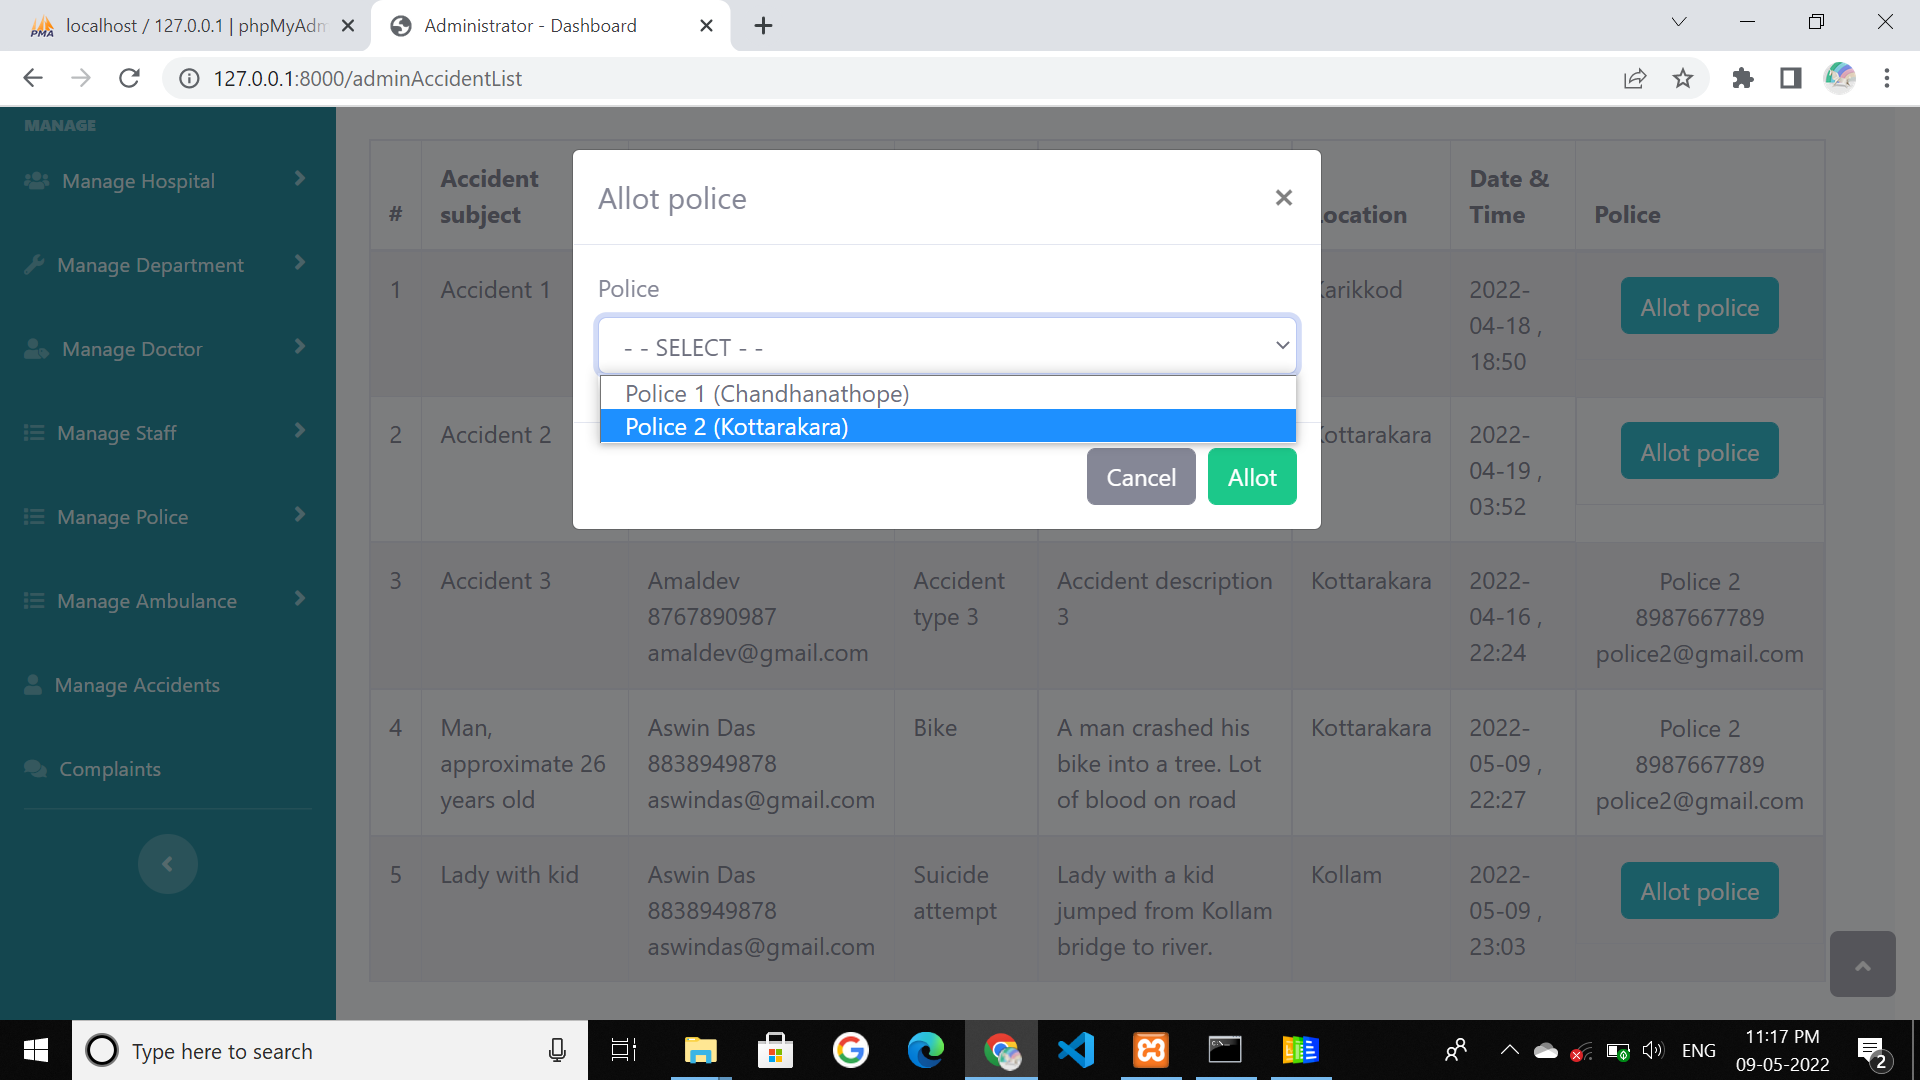 localhost / 127.0.0.1 | phpMyAdm
Administrator - Dashboard
127.0.0.1:8000/adminAccidentList
MANAGE
Manage Hospital
Manage Department
Manage Doctor
Manage Staff
Manage Police
Manage Ambulance
Manage Accidents
Complaints
Allot police
×
Police
- - SELECT - -
Police 1 (Chandhanathope)
Police 2 (Kottarakara)
Cancel
Allot
#
Accident
subject
ocation
Date &
Time
Police
1
Accident 1
Karikkod
2022-
04-18 ,
18:50
Allot police
2
Accident 2
Kottarakara
2022-
04-19 ,
03:52
Allot police
3
Accident 3
Amaldev
8767890987
amaldev@gmail.com
Accident
type 3
Accident description
3
Kottarakara
2022-
04-16 ,
22:24
Police 2
8987667789
police2@gmail.com
4
Man,
approximate 26
years old
Aswin Das
8838949878
aswindas@gmail.com
Bike
A man crashed his
bike into a tree. Lot
of blood on road
Kottarakara
2022-
05-09 ,
22:27
Police 2
8987667789
police2@gmail.com
5
Lady with kid
Aswin Das
8838949878
aswindas@gmail.com
Suicide
attempt
Lady with a kid
jumped from Kollam
bridge to river.
Kollam
2022-
05-09 ,
23:03
Allot police
Type here to search
ENG
11:17 PM
09-05-2022
2